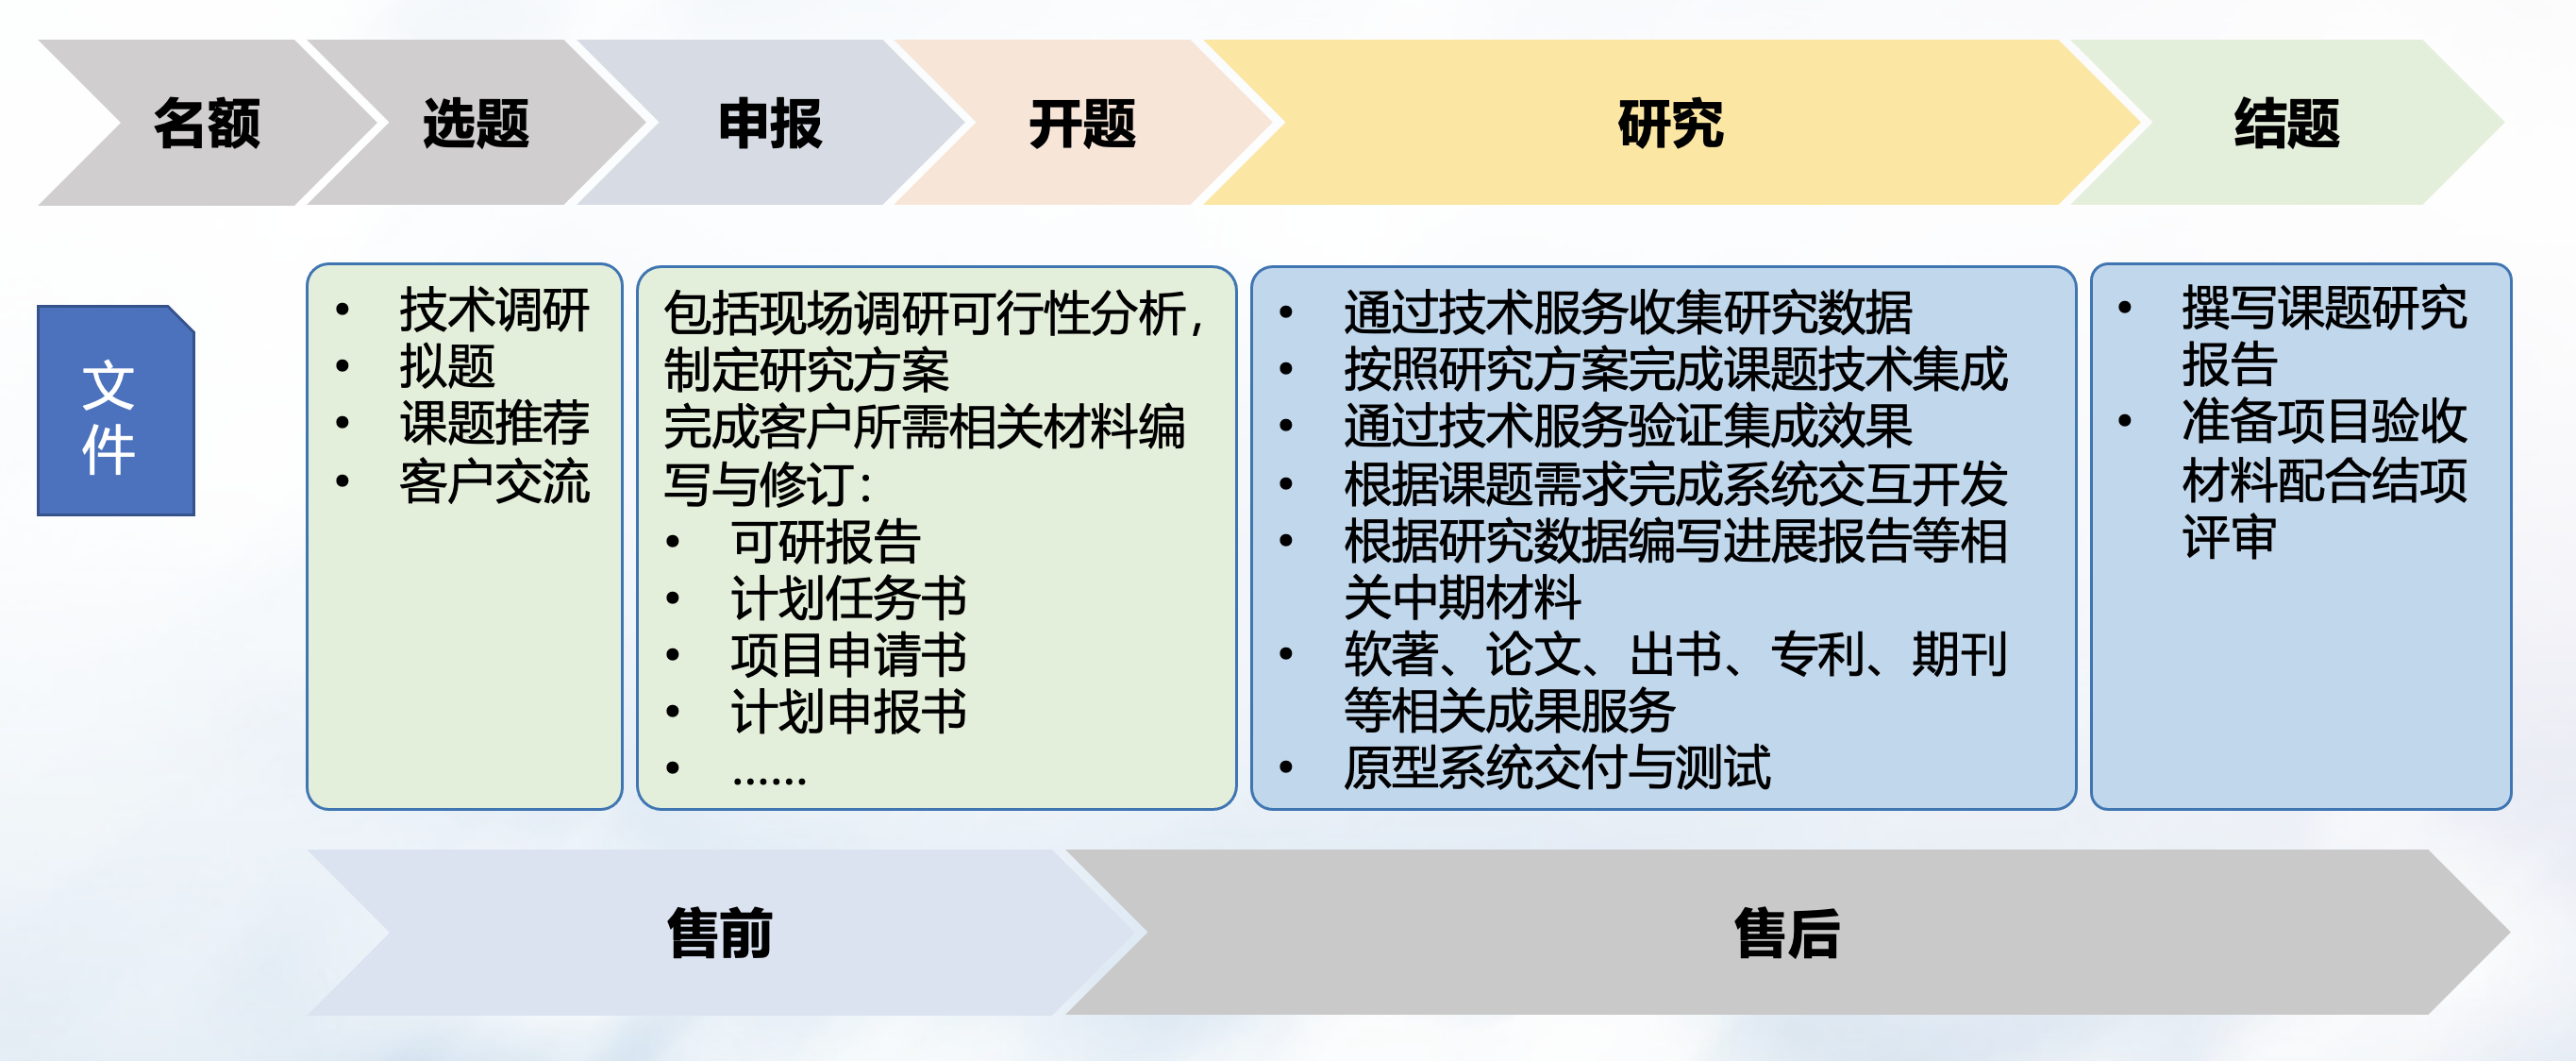 名额
选题
申报
开题
研究
结题
文
件
• 技术调研
• 拟题
• 课题推荐
• 客户交流
包括现场调研可行性分析，
制定研究方案
完成客户所需相关材料编
写与修订：
• 可研报告
• 计划任务书
• 项目申请书
• 计划申报书
• ……
• 通过技术服务收集研究数据
• 按照研究方案完成课题技术集成
• 通过技术服务验证集成效果
• 根据课题需求完成系统交互开发
• 根据研究数据编写进展报告等相
关中期材料
• 软著、论文、出书、专利、期刊
等相关成果服务
• 原型系统交付与测试
• 撰写课题研究
报告
• 准备项目验收
材料配合结项
评审
售前
售后